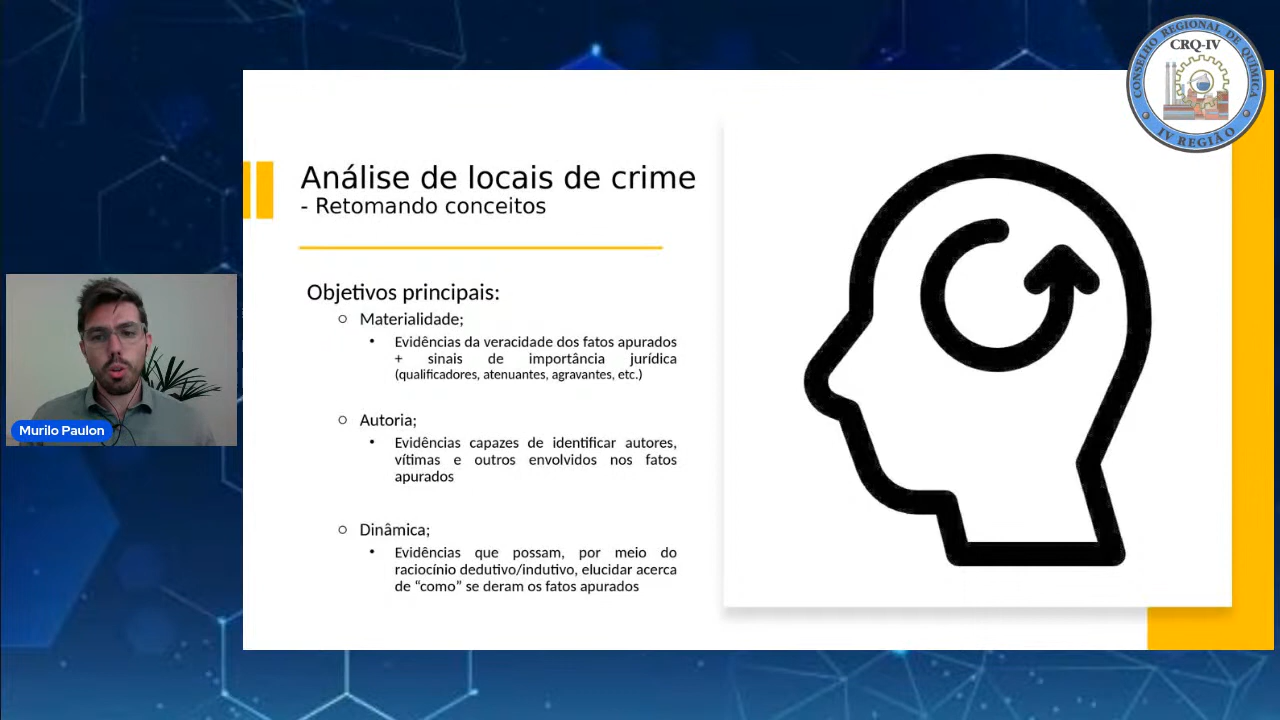 CONSELHO REGIONAL DE QUÍMICA
CRQ-IV
IV REGIÃO
Análise de locais de crime
- Retomando conceitos
Objetivos principais:
○ Materialidade;
• Evidências da veracidade dos fatos apurados
+ sinais de importância jurídica
(qualificadores, atenuantes, agravantes, etc.)
○ Autoria;
• Evidências capazes de identificar autores,
vítimas e outros envolvidos nos fatos
apurados
○ Dinâmica;
• Evidências que possam, por meio do
raciocínio dedutivo/indutivo, elucidar acerca
de “como” se deram os fatos apurados
Murilo Paulon